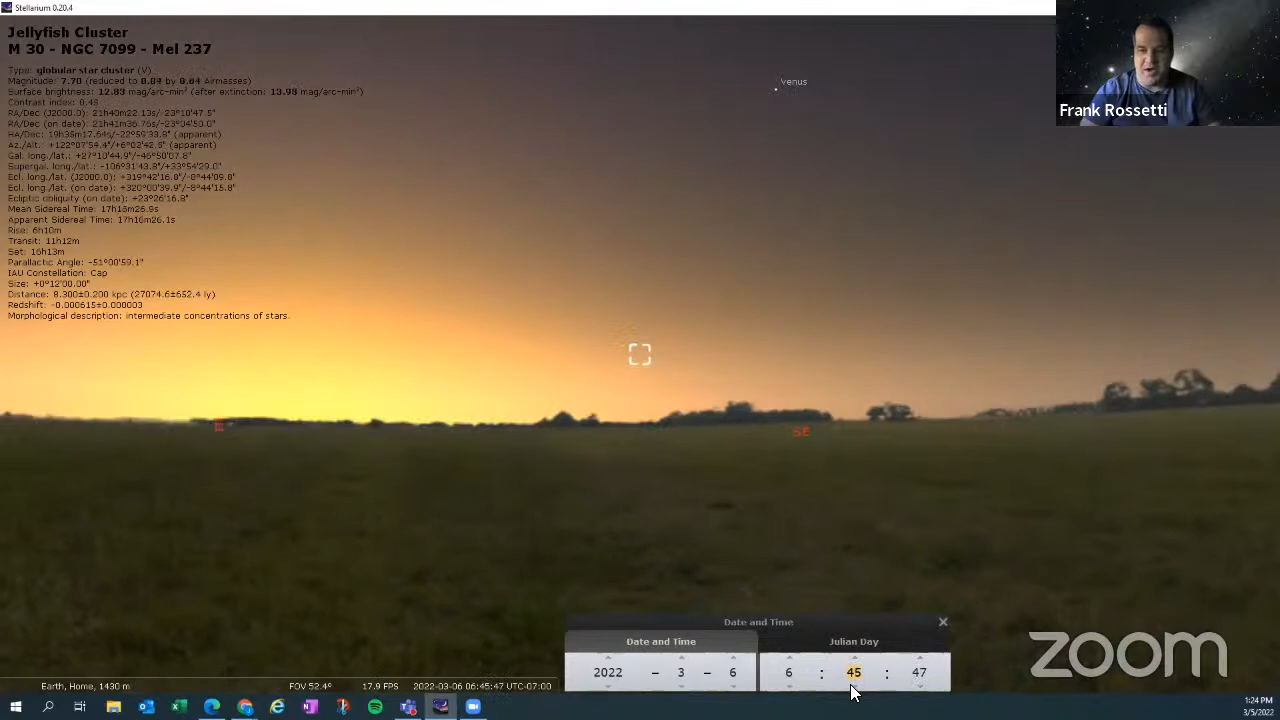 Stellarium 0.20.4
Jellyfish Cluster
M 30 - NGC 7099 - Mel 237
Type: globular star cluster (V)
Magnitude: 7.70 (reduced to by Airmasses)
Surface brightness: 12.83 mag/arc-min² (after extinction: 13.98 mag/arc-min²)
Contrast index: 0.48
RA/Dec (J2000.0): 21h40m22.13s/-23°10'47.5"
RA/Dec (on date): 21h41m36.76s/-23°04'50.0"
HA/Dec: 19h35m17.64s/-22°59'33.8" (apparent)
Az./Alt.: +122°07'54.4"/+6°02'42.5" (apparent)
Gal. long./lat.: +27°10'44.9"/-46°50'07.8"
Supergal. long./lat.: -106°31'43.8"/+33°54'29.0"
Ecl. long./lat. (J2000.0): +319°42'16.8"/-8°44'09.8"
Ecl. long./lat. (on date): +320°00'39.9"/-8°44'15.8"
Ecliptic obliquity (on date): +23°26'16.8"
Mean Sidereal Time: 17h16m26.9s
Apparent Sidereal Time: 17h16m26.1s
Rise: 6h10m
Transit: 11h12m
Set: 16h13m
Parallactic Angle: -51°00'59.1"
IAU Constellation: Cap
Size: +0°12'00.00"
Distance: 8.300±0.200 kpc (27074.6±652.4 ly)
Redshift: -0.000615±0.000003
Morphological description: intermediate concentrations of stars.
Venus
Frank Rossetti
E
SE
Date and Time
Date and Time Julian Day
2022 - 3 - 6 6 : 45 : 47
zoom
Earth, Home, 1430 m FOV 52.4° 17.9 FPS 2022-03-06 06:45:47 UTC-07:00
1:24 PM
3/5/2022